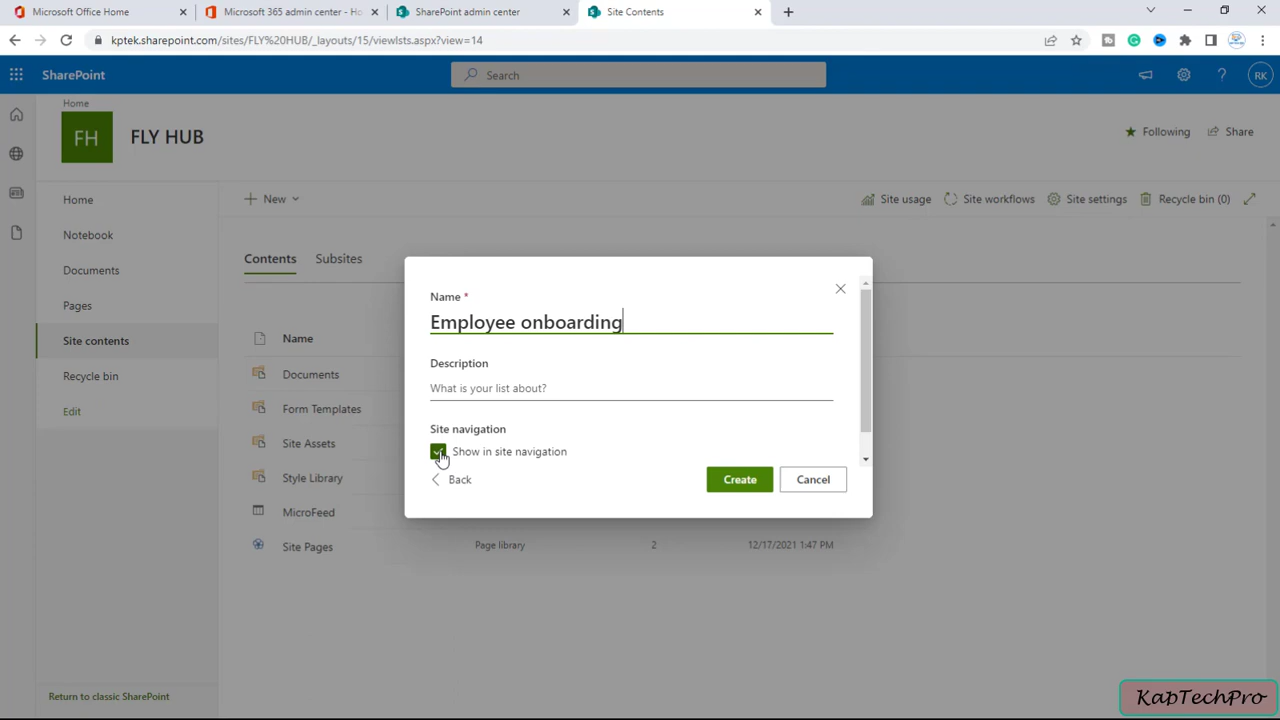 Microsoft Office Home
Microsoft 365 admin center - Ho
SharePoint admin center
Site Contents
kptek.sharepoint.com/sites/FLY%20HUB/_layouts/15/viewlsts.aspx?view=14
SharePoint
Search
RK
Home
FH
FLY HUB
Following
Share
Home
New
Site usage
Site workflows
Site settings
Recycle bin (0)
Notebook
Documents
Contents
Subsites
Pages
Site contents
Recycle bin
Edit
Name
Documents
Form Templates
Site Assets
Style Library
MicroFeed
Site Pages
Page library
2
12/17/2021 1:47 PM
Name *
Employee onboarding
Description
What is your list about?
Site navigation
Show in site navigation
Back
Create
Cancel
Return to classic SharePoint
KapTechPro